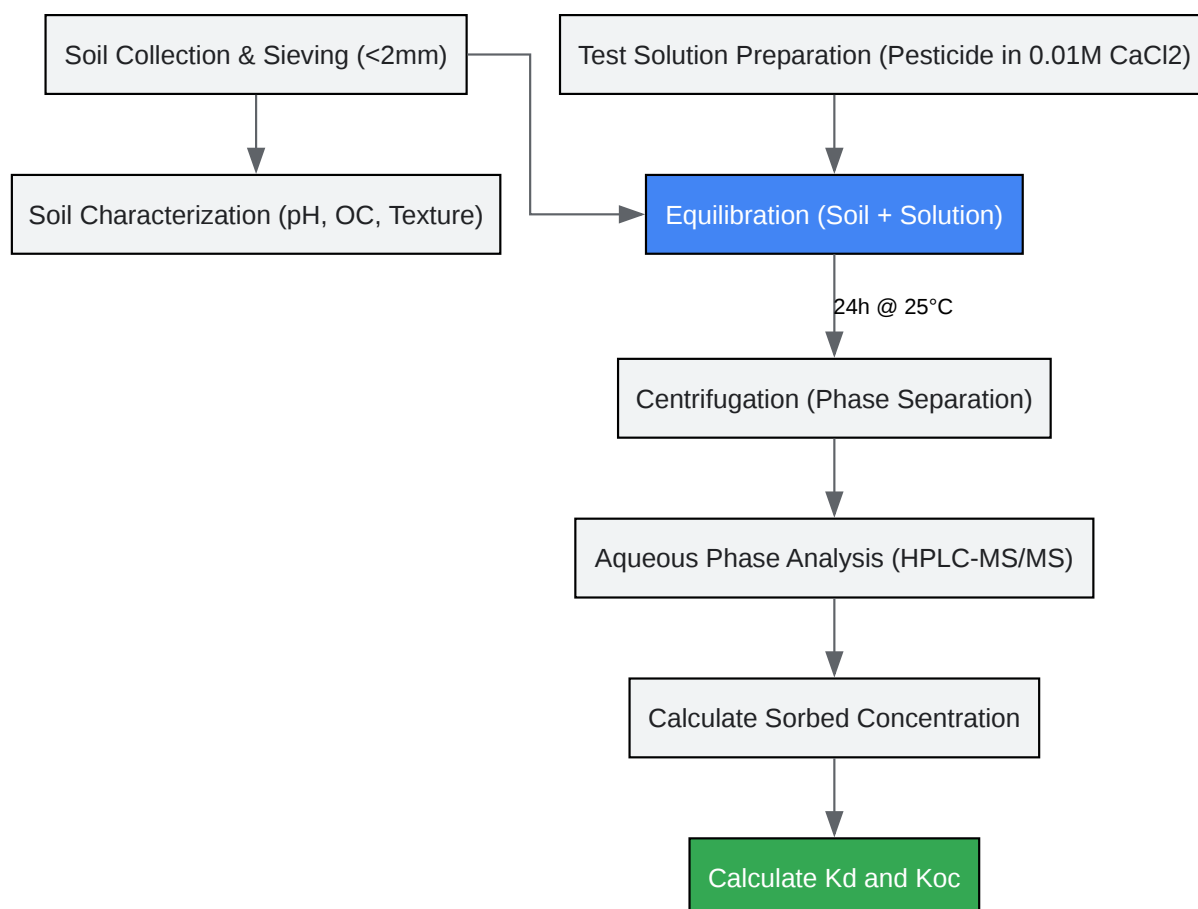 Soil Collection & Sieving (<2mm)
Test Solution Preparation (Pesticide in 0.01M CaCl2)
Soil Characterization (pH, OC, Texture)
Equilibration (Soil + Solution)
24h @ 25°C
Centrifugation (Phase Separation)
Aqueous Phase Analysis (HPLC-MS/MS)
Calculate Sorbed Concentration
Calculate Kd and Koc